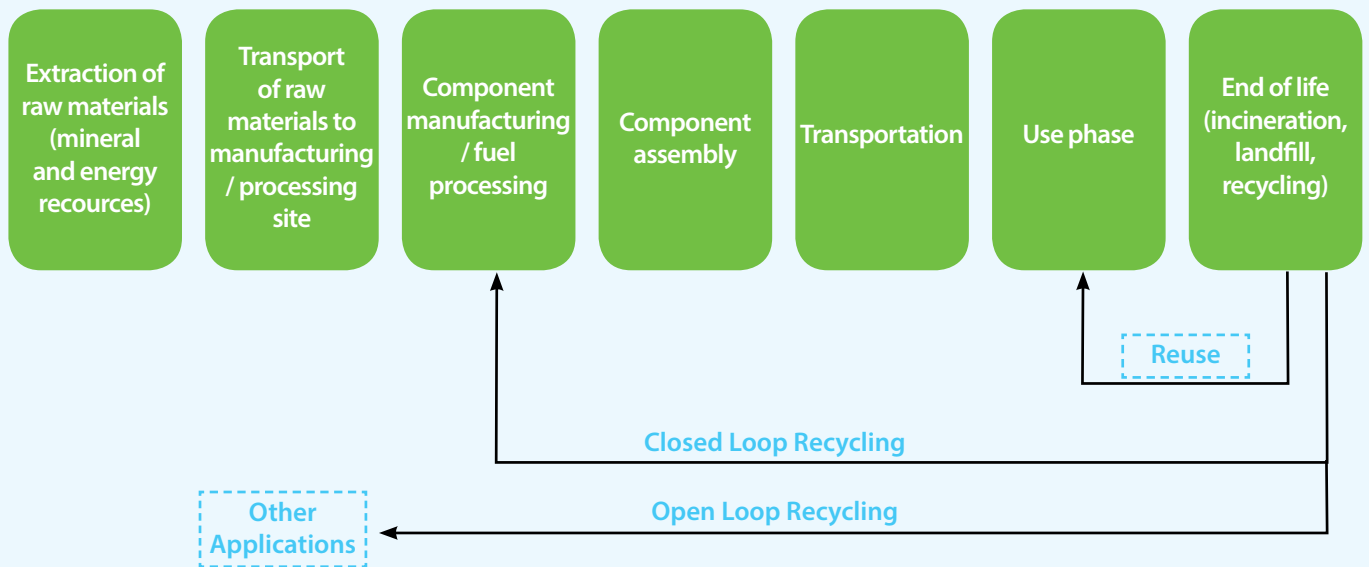 Extraction of
raw materials
(mineral
and energy
recources)
Transport
of raw
materials to
manufacturing
/ processing
site
Component
manufacturing
/ fuel
processing
Component
assembly
Transportation
Use phase
End of life
(incineration,
landfill,
recycling)
Reuse
Closed Loop Recycling
Open Loop Recycling
Other
Applications